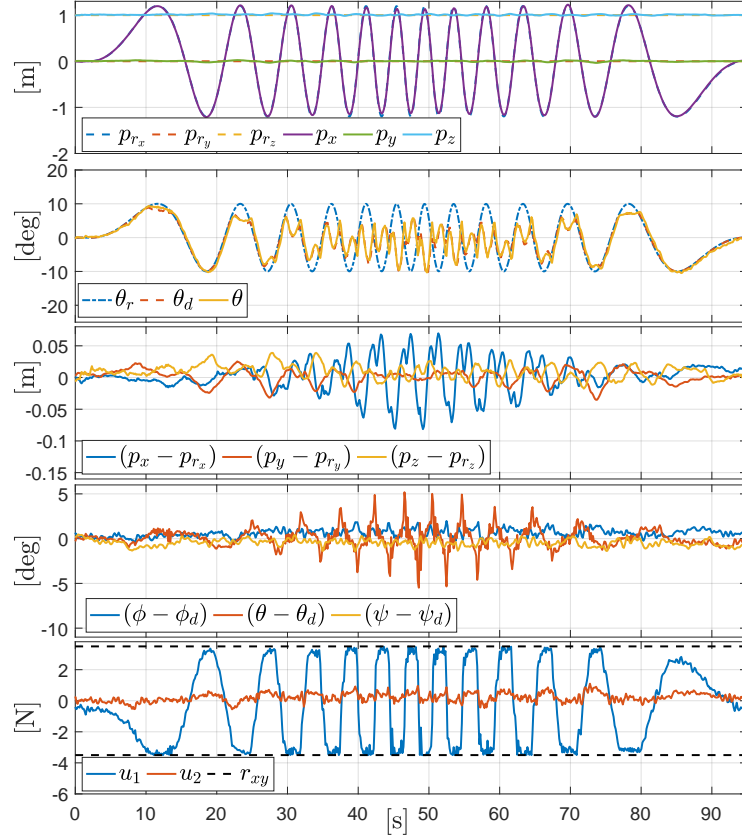 1
0
-1
-2
[m]
p_{r_x} p_{r_y} p_{r_z} p_x p_y p_z
20
10
0
-10
-20
[deg]
θ_r θ_d θ
0.05
0
-0.05
-0.1
-0.15
[m]
(p_x − p_{r_x}) (p_y − p_{r_y}) (p_z − p_{r_z})
5
0
-5
-10
[deg]
(ϕ − ϕ_d) (θ − θ_d) (ψ − ψ_d)
2
0
-2
-4
-6
[N]
u_1 u_2 r_{xy}
0 10 20 30 40 50 60 70 80 90
[s]